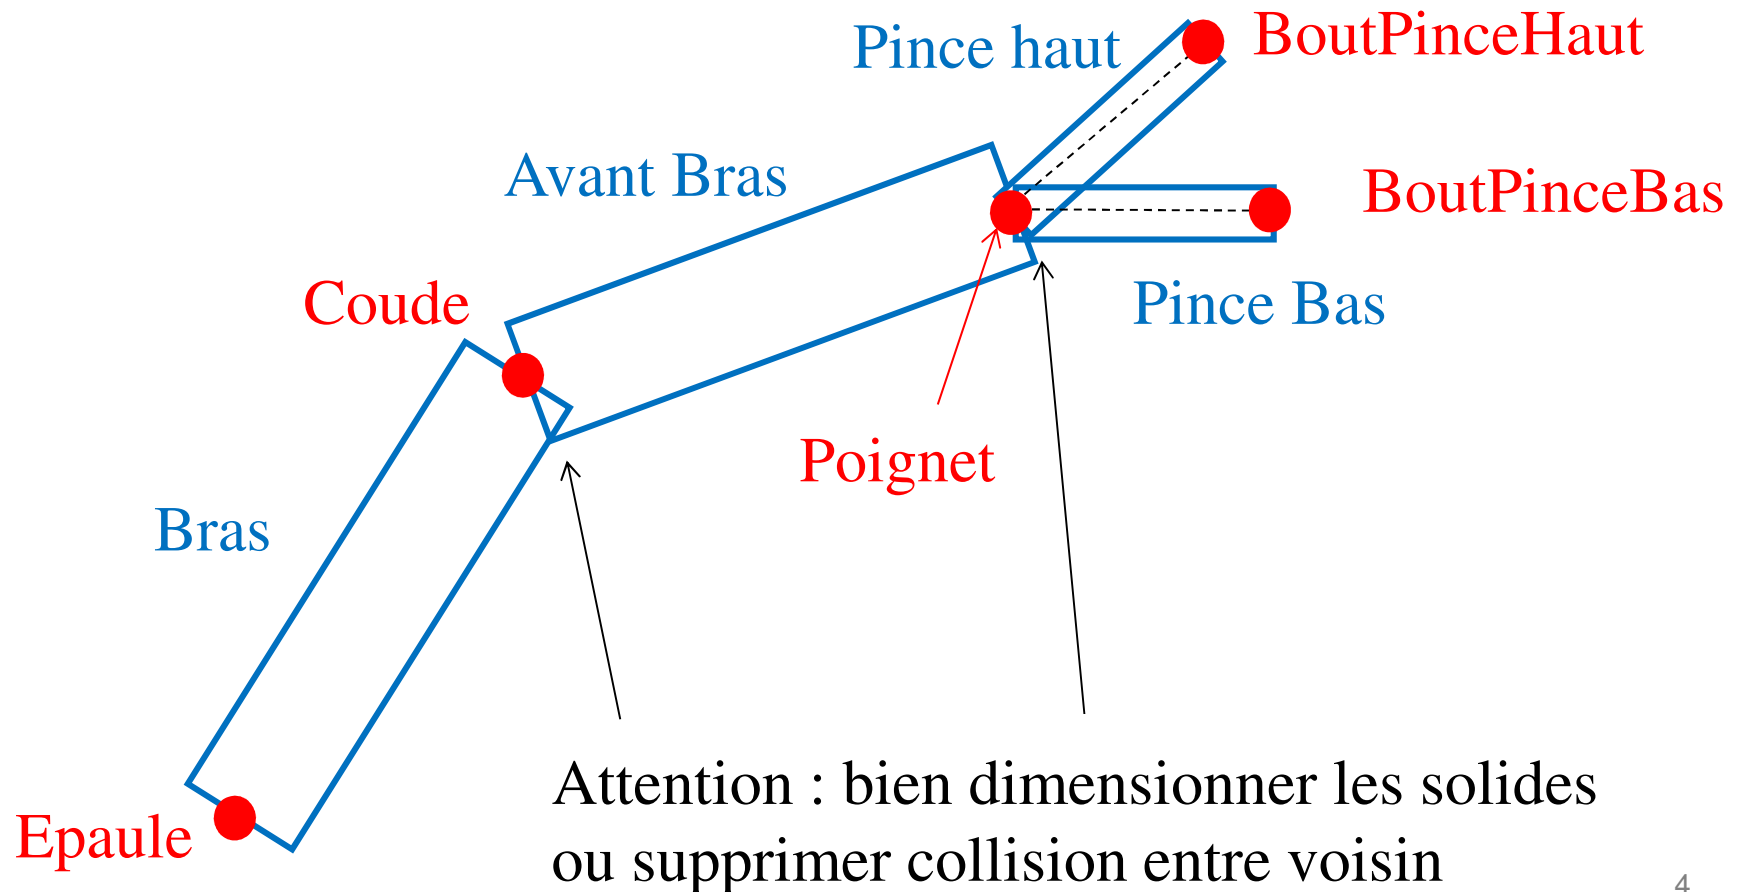 Pince haut
BoutPinceHaut
Avant Bras
BoutPinceBas
Coude
Pince Bas
Poignet
Bras
Epaule
Attention : bien dimensionner les solides
ou supprimer collision entre voisin
4